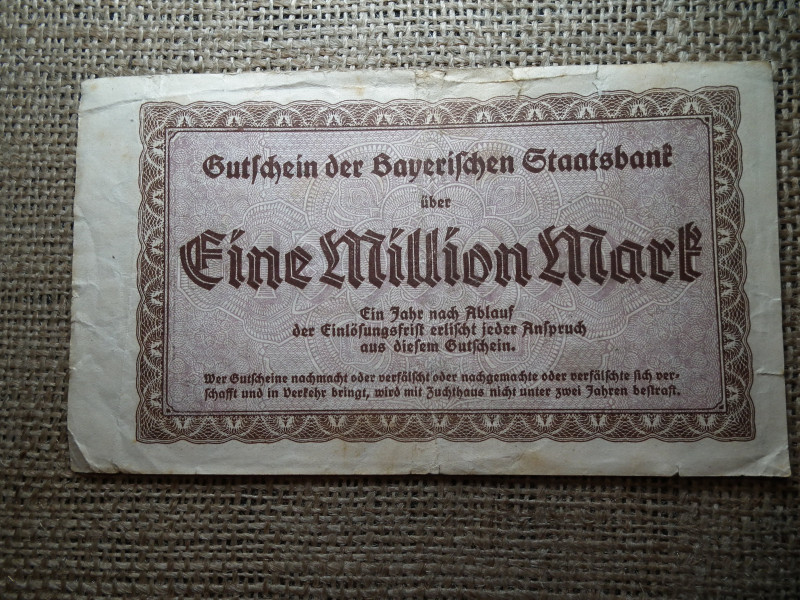 Gutschein der Bayerischen Staatsbank
über
Eine Million Mark
Ein Jahr nach Ablauf
der Einlösungsfrist erlischt jeder Anspruch
aus diesem Gutschein.
Wer Gutscheine nachmacht oder verfälscht oder nachgemachte oder verfälschte sich ver-
schafft und in Verkehr bringt, wird mit Zuchthaus nicht unter zwei Jahren bestraft.